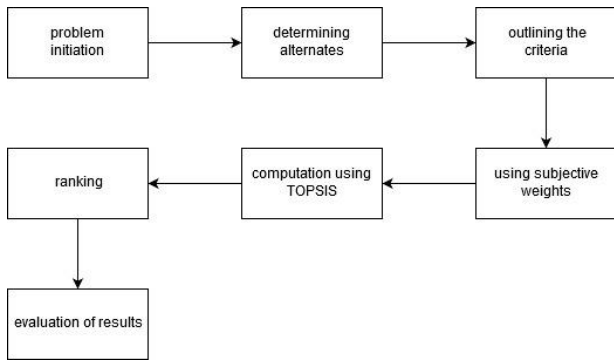 problem
initiation
determining
alternates
outlining the
criteria
using subjective
weights
computation using
TOPSIS
ranking
evaluation of results